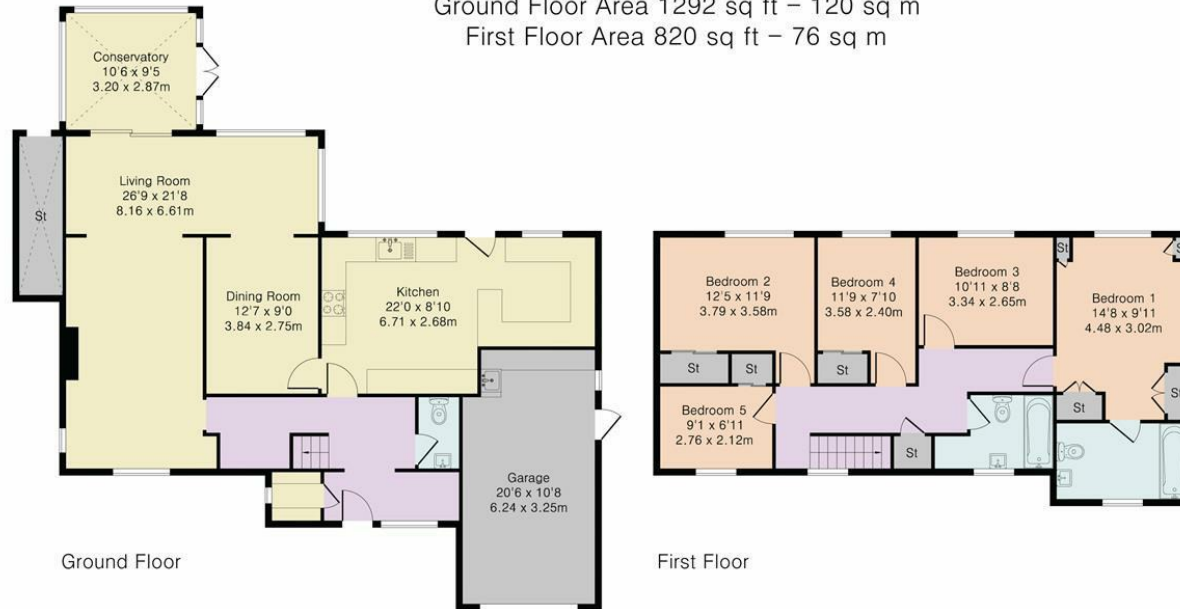 Ground Floor Area 1292 sq ft – 120 sq m
First Floor Area 820 sq ft – 76 sq m
Conservatory
10'6 x 9'5
3.20 x 2.87m
St
Living Room
26'9 x 21'8
8.16 x 6.61m
Dining Room
12'7 x 9'0
3.84 x 2.75m
Kitchen
22'0 x 8'10
6.71 x 2.68m
Garage
20'6 x 10'8
6.24 x 3.25m
Ground Floor
Bedroom 2
12'5 x 11'9
3.79 x 3.58m
Bedroom 4
11'9 x 7'10
3.58 x 2.40m
Bedroom 3
10'11 x 8'8
3.34 x 2.65m
St
St
Bedroom 1
14'8 x 9'11
4.48 x 3.02m
St
St
St
St
St
Bedroom 5
9'1 x 6'11
2.76 x 2.12m
St
First Floor